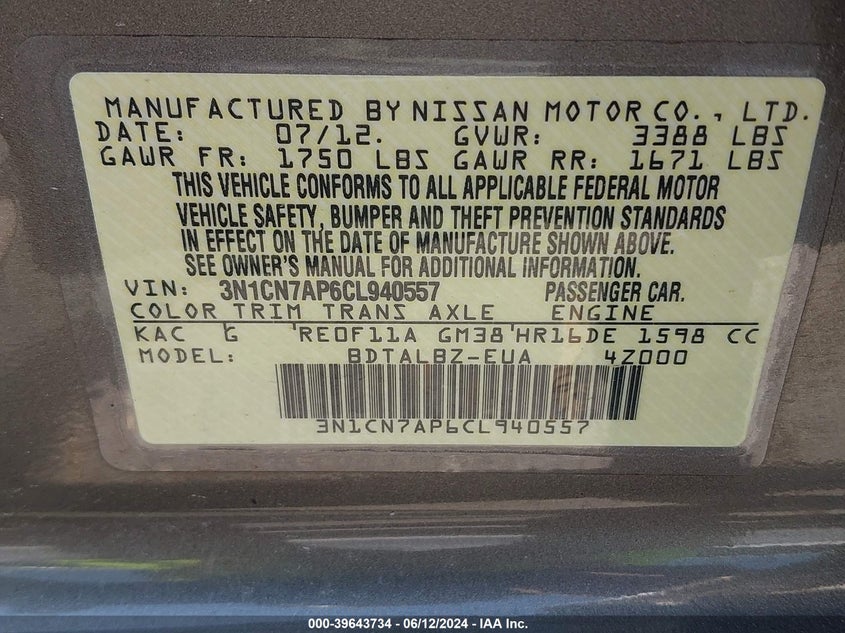 MANUFACTURED BY NISSAN MOTOR CO., LTD.
DATE: 07/12. GVWR: 3388 LBS
GAWR FR: 1750 LBS GAWR RR: 1671 LBS
THIS VEHICLE CONFORMS TO ALL APPLICABLE FEDERAL MOTOR
VEHICLE SAFETY, BUMPER AND THEFT PREVENTION STANDARDS
IN EFFECT ON THE DATE OF MANUFACTURE SHOWN ABOVE.
SEE OWNER'S MANUAL FOR ADDITIONAL INFORMATION.
VIN: 3N1CN7AP6CL940557 PASSENGER CAR.
COLOR TRIM TRANS AXLE ENGINE
KAC G RE0F11A GM38 HR16DE 1598 CC
MODEL: BDTALBZ-EUA 4Z000
3N1CN7AP6CL940557
000-39643734 - 06/12/2024 - IAA Inc.